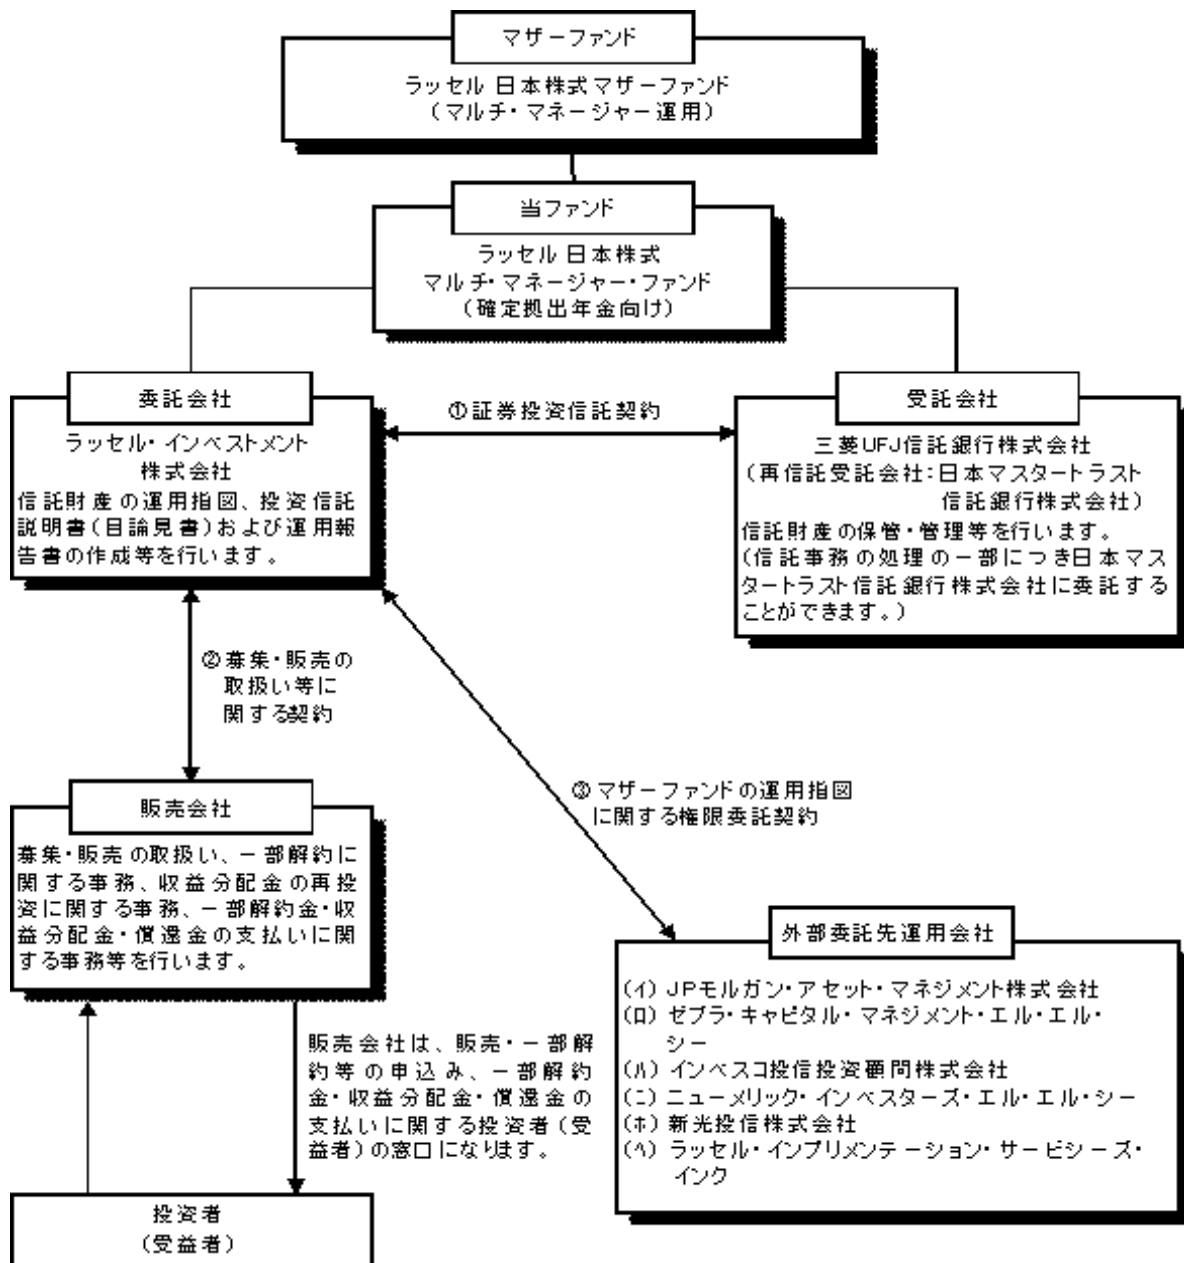 マザーファンド
ラッセル 日本株式マザーファンド
（マルチ・マネージャー運用）
当ファンド
ラッセル 日本株式
マルチ・マネージャー・ファンド
（確定拠出年金向け）
委託会社
ラッセル・インベストメント
株式会社
信託財産の運用指図、投資信託
説明書（目論見書）および運用報
告書の作成等を行います。
①証券投資信託契約
受託会社
三菱UFJ信託銀行株式会社
（再信託受託会社：日本マスタートラスト
信託銀行株式会社）
信託財産の保管・管理等を行います。
（信託事務の処理の一部につき日本マス
タートラスト信託銀行株式会社に委託する
ことができます。）
②募集・販売の
取扱い等に
関する契約
③マザーファンドの運用指図
に関する権限委託契約
販売会社
募集・販売の取扱い、一部解約に
関する事務、収益分配金の再投
資に関する事務、一部解約金・収
益分配金・償還金の支払いに関
する事務等を行います。
外部委託先運用会社
（イ）JPモルガン・アセット・マネジメント株式会社
（ロ）ゼブラ・キャピタル・マネジメント・エル・エル・
シー
（ハ）インベスコ投信投資顧問株式会社
（ニ）ニューメリック・インベスターズ・エル・エル・シー
（ホ）新光投信株式会社
（ヘ）ラッセル・インプリメンテーション・サービシーズ・
インク
販売会社は、販売・一部解
約等の申込み、一部解約
金・収益分配金・償還金の
支払いに関する投資者（受
益者）の窓口になります。
投資者
（受益者）